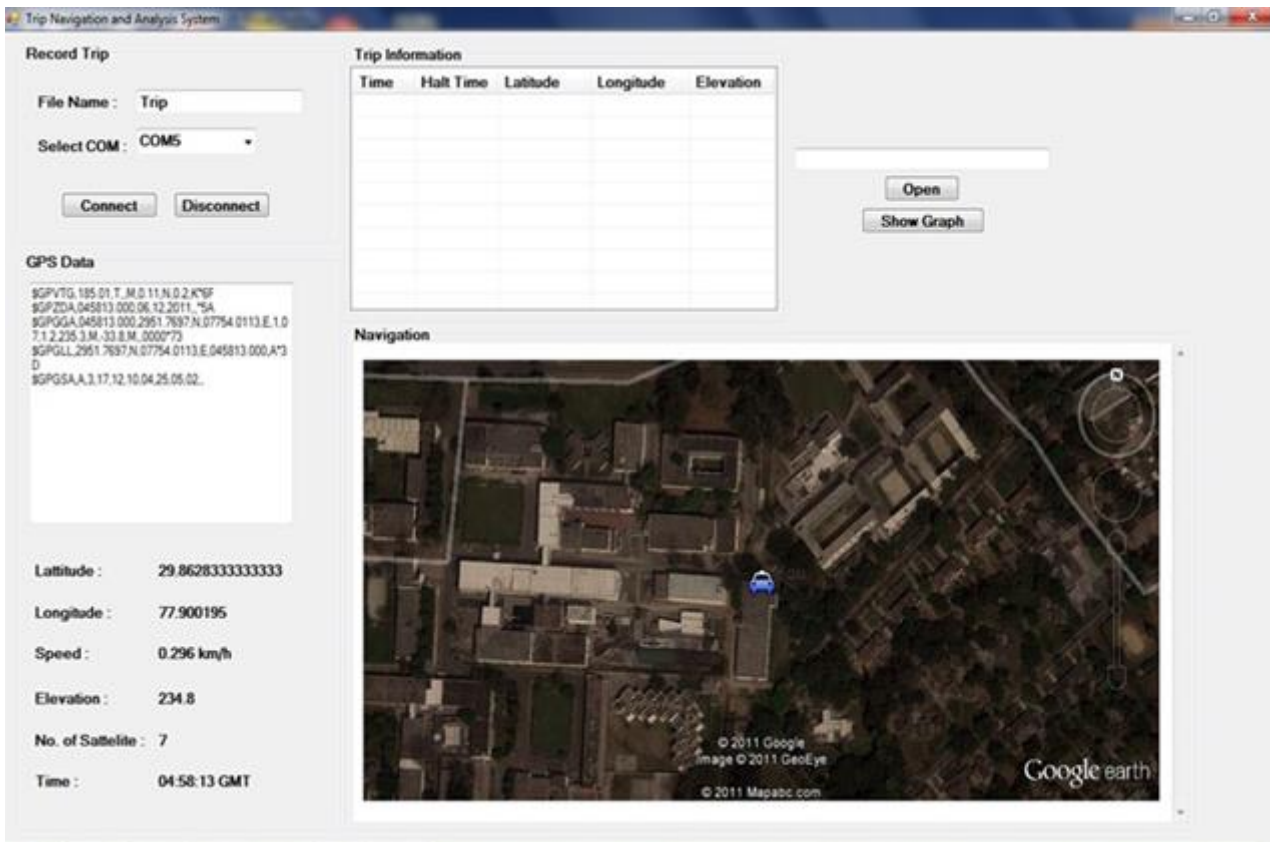 Trip Navigation and Analysis System
Record Trip
File Name : Trip
Select COM : COM5
Connect Disconnect
GPS Data
$GPVTG,185.01,T,,M,0.11,N,0.2,K*6F
$GPZDA,045813.000,06,12,2011,,*5A
$GPGGA,045813.000,2951.7697,N,07754.0113,E,1,0
7,1.2,235.3,M,-33.8,M,,0000*73
$GPGLL,2951.7697,N,07754.0113,E,045813.000,A*3
D
$GPGSA,A,3,17,12,10,04,25,05,02,,
Lattitude : 29.8628333333333
Longitude : 77.900195
Speed : 0.296 km/h
Elevation : 234.8
No. of Sattelite : 7
Time : 04:58:13 GMT
Trip Information
Time Halt Time Latitude Longitude Elevation
Open
Show Graph
Navigation
N
© 2011 Google
Image © 2011 GeoEye
© 2011 Mapabc.com
Google earth